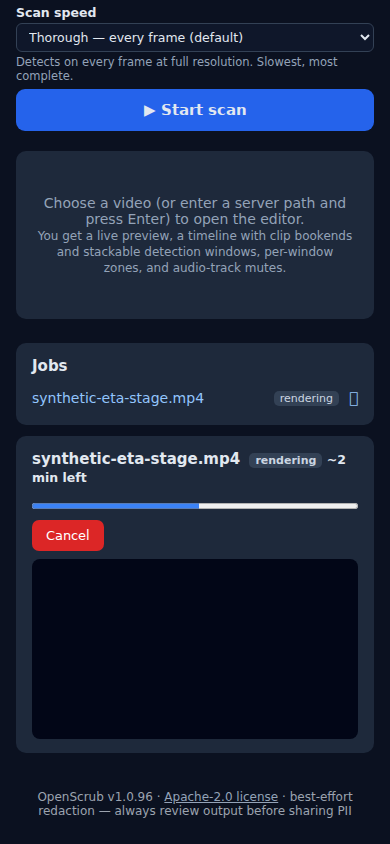 Scan speed
Thorough — every frame (default)
Detects on every frame at full resolution. Slowest, most
complete.
▶ Start scan
Choose a video (or enter a server path and
press Enter) to open the editor.
You get a live preview, a timeline with clip bookends
and stackable detection windows, per-window
zones, and audio-track mutes.
Jobs
synthetic-eta-stage.mp4 rendering
synthetic-eta-stage.mp4 rendering ~2
min left
Cancel
OpenScrub v1.0.96 · Apache-2.0 license · best-effort
redaction — always review output before sharing PII